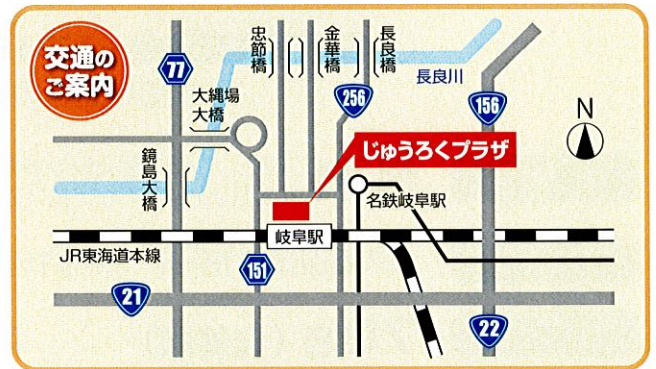 交通の
ご案内
77
忠節橋
金華橋
長良橋
長良川
256
156
大縄場
大橋
N
じゅうろくプラザ
鏡島大橋
名鉄岐阜駅
岐阜駅
JR東海道本線
151
21
22